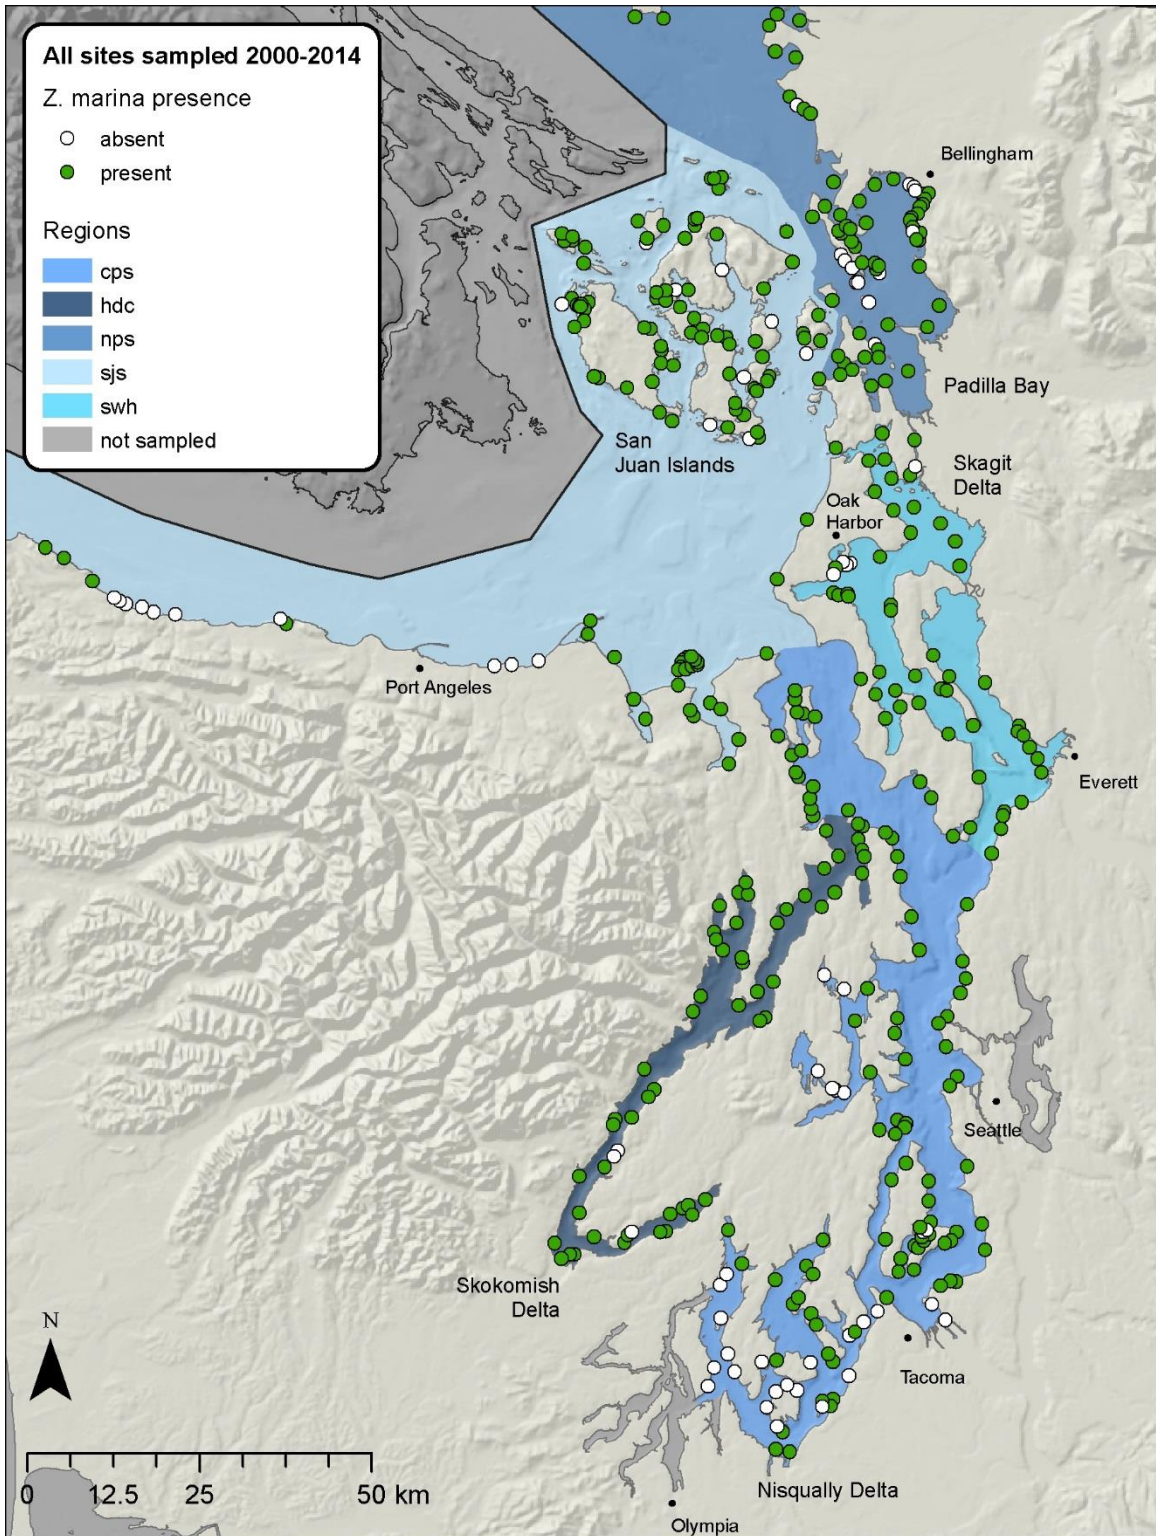 All sites sampled 2000-2014
Z. marina presence
absent
present
Regions
cps
hdc
nps
sjs
swh
not sampled
Bellingham
Padilla Bay
San
Juan Islands
Skagit
Delta
Oak
Harbor
Port Angeles
Everett
Seattle
Skokomish
Delta
N
Tacoma
0 12.5 25 50 km
Nisqually Delta
Olympia